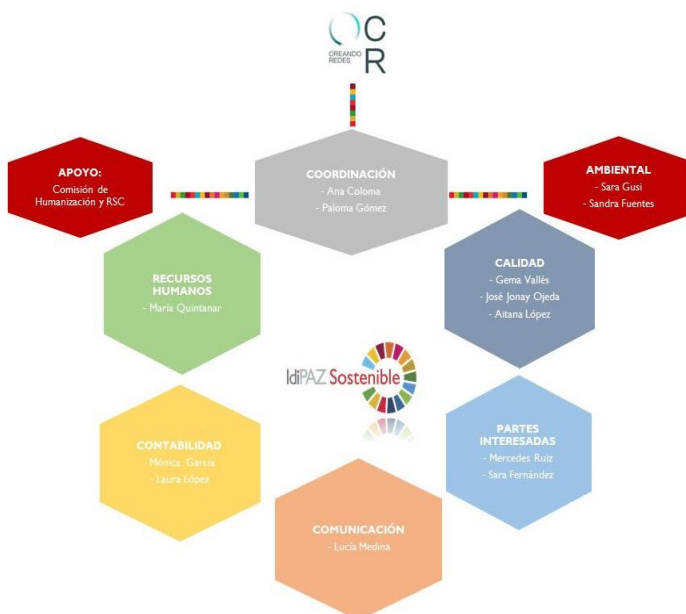 CREANDO
REDES
C
R
APOYO:
Comisión de
Humanización y RSC
COORDINACIÓN
- Ana Coloma
- Paloma Gómez
AMBIENTAL
- Sara Gusi
- Sandra Fuentes
RECURSOS
HUMANOS
- María Quintanar
CALIDAD
- Gema Vallés
- José Jonay Ojeda
- Aitana López
IdiPAZ Sostenible
CONTABILIDAD
- Mónica García
- Laura López
PARTES
INTERESADAS
- Mercedes Ruiz
- Sara Fernández
COMUNICACIÓN
- Lucía Medina